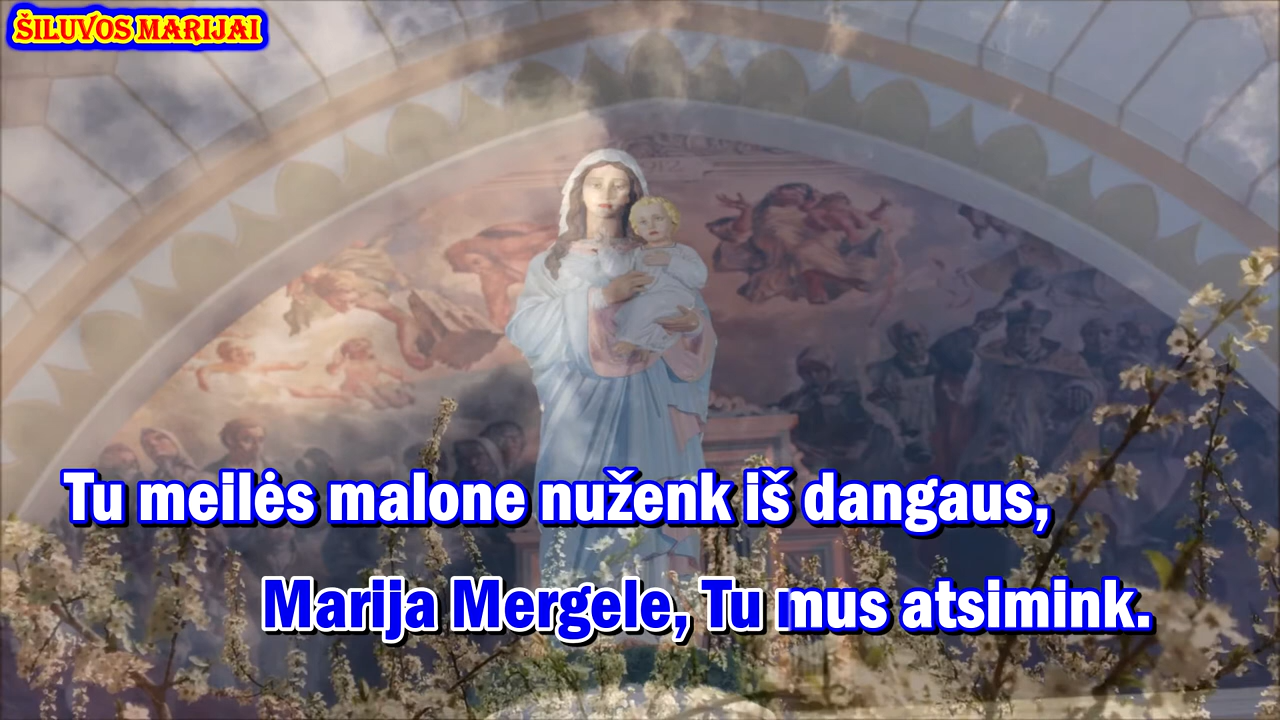 ŠILUVOS MARIJAI
Tu meilės malone nuženk iš dangaus,
Marija Mergele, Tu mus atsimink.